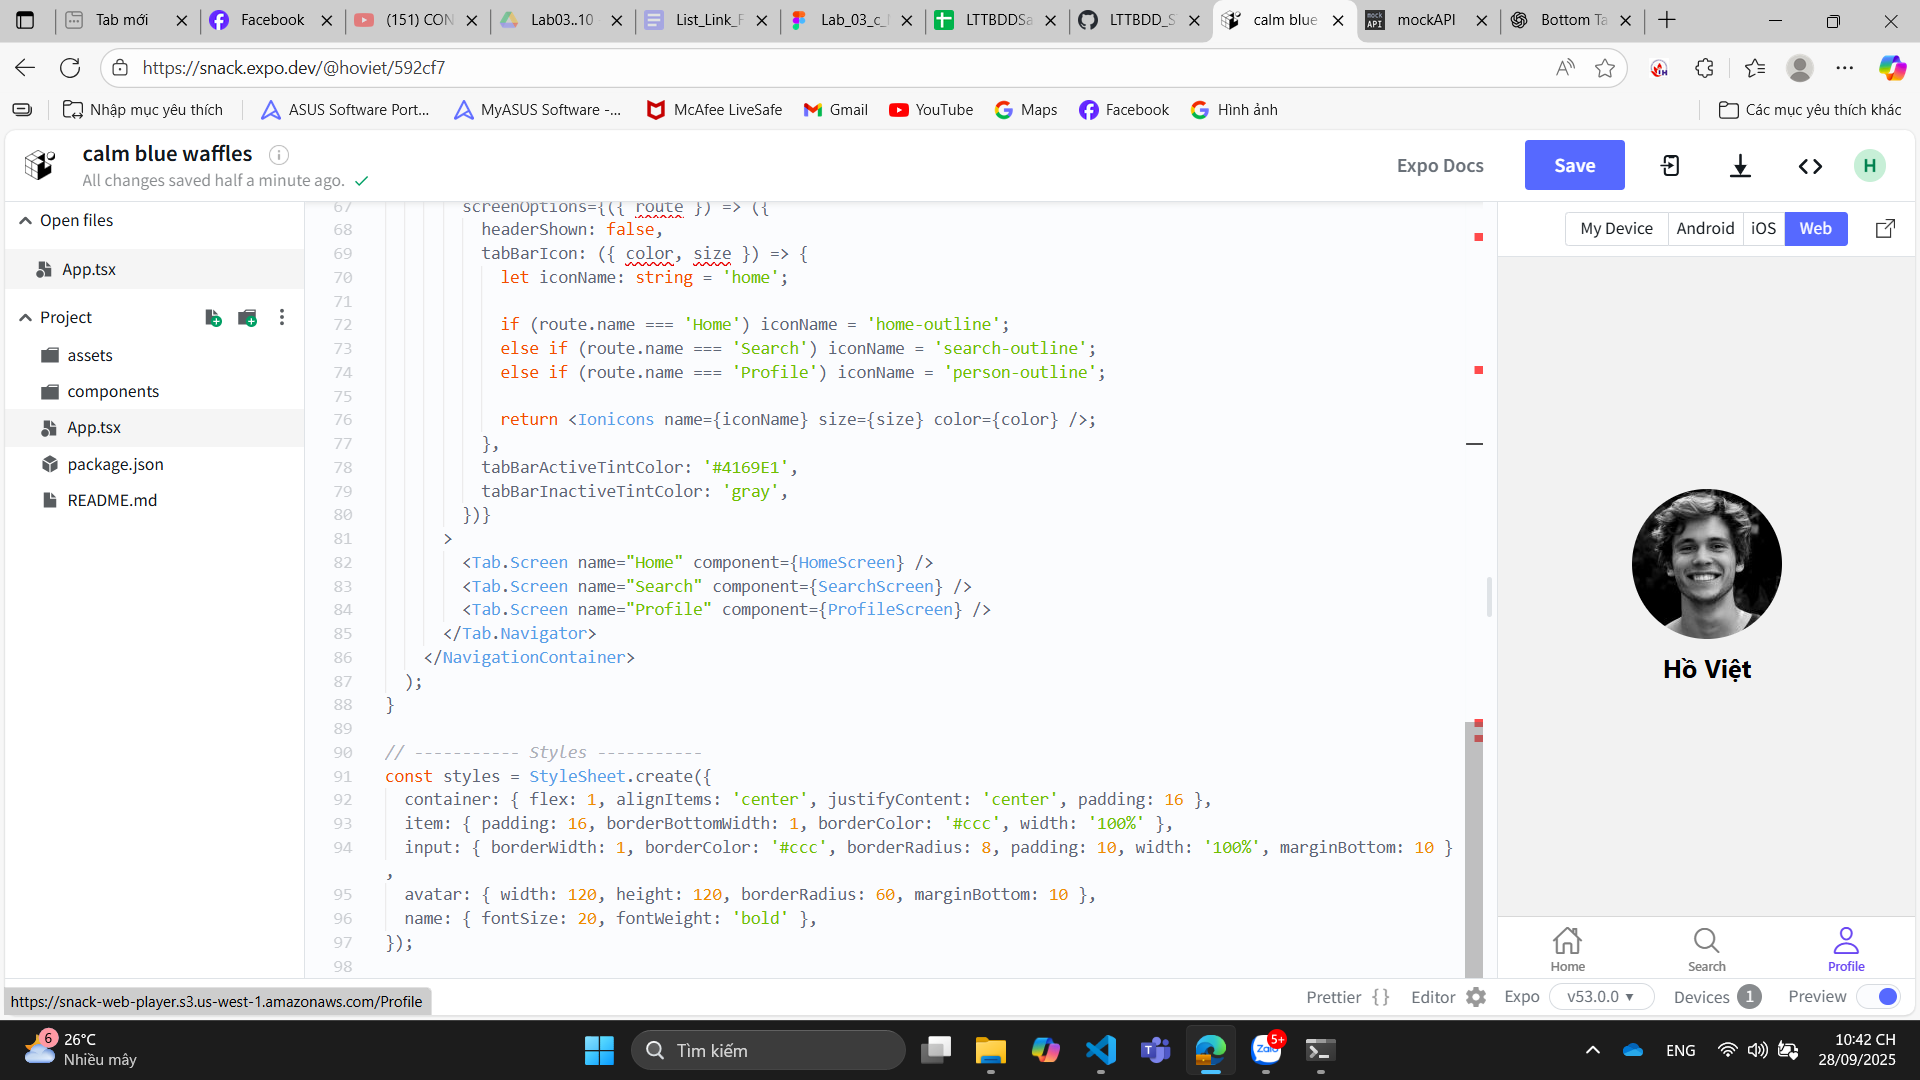 Tab mới
Facebook
(151) CON
Lab03..10
List_Link_F
Lab_03_c_
LTTBDDSa
LTTBDD_S
calm blue
mockAPI
Bottom Ta
https://snack.expo.dev/@hoviet/592cf7
Nhập mục yêu thích
ASUS Software Port...
MyASUS Software -...
McAfee LiveSafe
Gmail
YouTube
Maps
Facebook
Hình ảnh
Các mục yêu thích khác
calm blue waffles
All changes saved half a minute ago.
Expo Docs
Save
H
Open files
App.tsx
Project
assets
components
App.tsx
package.json
README.md
67 screenOptions={({ route }) => ({
68 headerShown: false,
69 tabBarIcon: ({ color, size }) => {
70 let iconName: string = 'home';
71
72 if (route.name === 'Home') iconName = 'home-outline';
73 else if (route.name === 'Search') iconName = 'search-outline';
74 else if (route.name === 'Profile') iconName = 'person-outline';
75
76 return <Ionicons name={iconName} size={size} color={color} />;
77 },
78 tabBarActiveTintColor: '#4169E1',
79 tabBarInactiveTintColor: 'gray',
80 })}
81 >
82 <Tab.Screen name="Home" component={HomeScreen} />
83 <Tab.Screen name="Search" component={SearchScreen} />
84 <Tab.Screen name="Profile" component={ProfileScreen} />
85 </Tab.Navigator>
86 </NavigationContainer>
87 );
88 }
89
90 // ----------- Styles -----------
91 const styles = StyleSheet.create({
92 container: { flex: 1, alignItems: 'center', justifyContent: 'center', padding: 16 },
93 item: { padding: 16, borderBottomWidth: 1, borderColor: '#ccc', width: '100%' },
94 input: { borderWidth: 1, borderColor: '#ccc', borderRadius: 8, padding: 10, width: '100%', marginBottom: 10 }
,
95 avatar: { width: 120, height: 120, borderRadius: 60, marginBottom: 10 },
96 name: { fontSize: 20, fontWeight: 'bold' },
97 });
98
My Device
Android
iOS
Web
Hồ Việt
Home
Search
Profile
https://snack-web-player.s3.us-west-1.amazonaws.com/Profile
Prettier { }
Editor
Expo
v53.0.0
Devices 1
Preview
6
26°C
Nhiều mây
Tìm kiếm
Zalo
5+
ENG
10:42 CH
28/09/2025